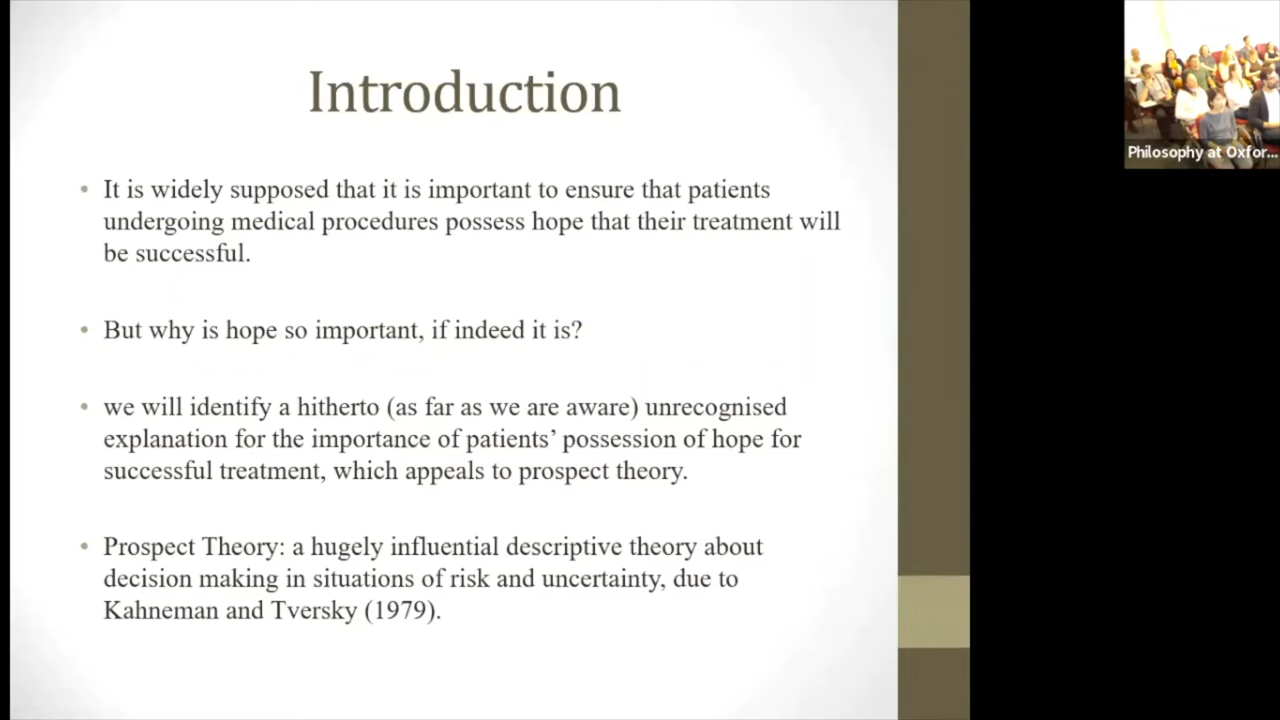 Introduction
• It is widely supposed that it is important to ensure that patients
undergoing medical procedures possess hope that their treatment will
be successful.
• But why is hope so important, if indeed it is?
• we will identify a hitherto (as far as we are aware) unrecognised
explanation for the importance of patients’ possession of hope for
successful treatment, which appeals to prospect theory.
• Prospect Theory: a hugely influential descriptive theory about
decision making in situations of risk and uncertainty, due to
Kahneman and Tversky (1979).
Philosophy at Oxfor...